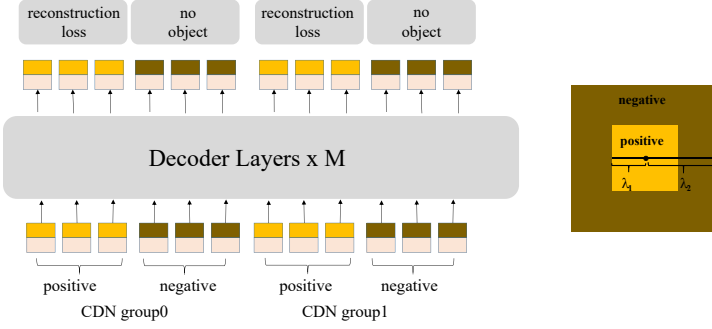 reconstruction
loss
no
object
reconstruction
loss
no
object
Decoder Layers x M
positive
negative
positive
negative
CDN group0
CDN group1
negative
positive
λ1
λ2